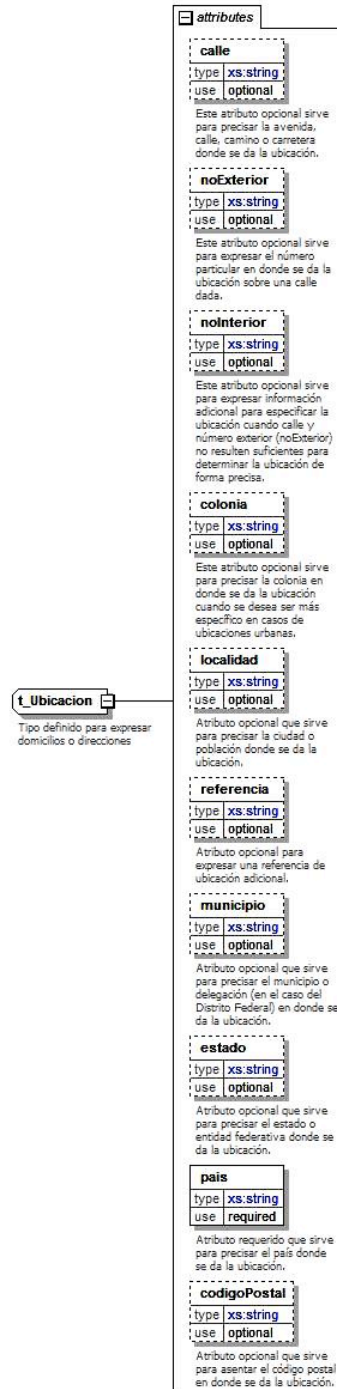 attributes
calle
type xs:string
use optional
Este atributo opcional sirve
para precisar la avenida,
calle, camino o carretera
donde se da la ubicación.
noExterior
type xs:string
use optional
Este atributo opcional sirve
para expresar el número
particular en donde se da la
ubicación sobre una calle
dada.
noInterior
type xs:string
use optional
Este atributo opcional sirve
para expresar información
adicional para especificar la
ubicación cuando calle y
número exterior (noExterior)
no resulten suficientes para
determinar la ubicación de
forma precisa.
colonia
type xs:string
use optional
Este atributo opcional sirve
para precisar la colonia en
donde se da la ubicación
cuando se desea ser más
específico en casos de
ubicaciones urbanas.
localidad
type xs:string
use optional
Atributo opcional que sirve
para precisar la ciudad o
población donde se da la
ubicación.
t_Ubicacion
Tipo definido para expresar
domicilios o direcciones
referencia
type xs:string
use optional
Atributo opcional para
expresar una referencia de
ubicación adicional.
municipio
type xs:string
use optional
Atributo opcional que sirve
para precisar el municipio o
delegación (en el caso del
Distrito Federal) en donde se
da la ubicación.
estado
type xs:string
use optional
Atributo opcional que sirve
para precisar el estado o
entidad federativa donde se
da la ubicación.
pais
type xs:string
use required
Atributo requerido que sirve
para precisar el país donde
se da la ubicación.
codigoPostal
type xs:string
use optional
Atributo opcional que sirve
para asentar el código postal
en donde se da la ubicación.